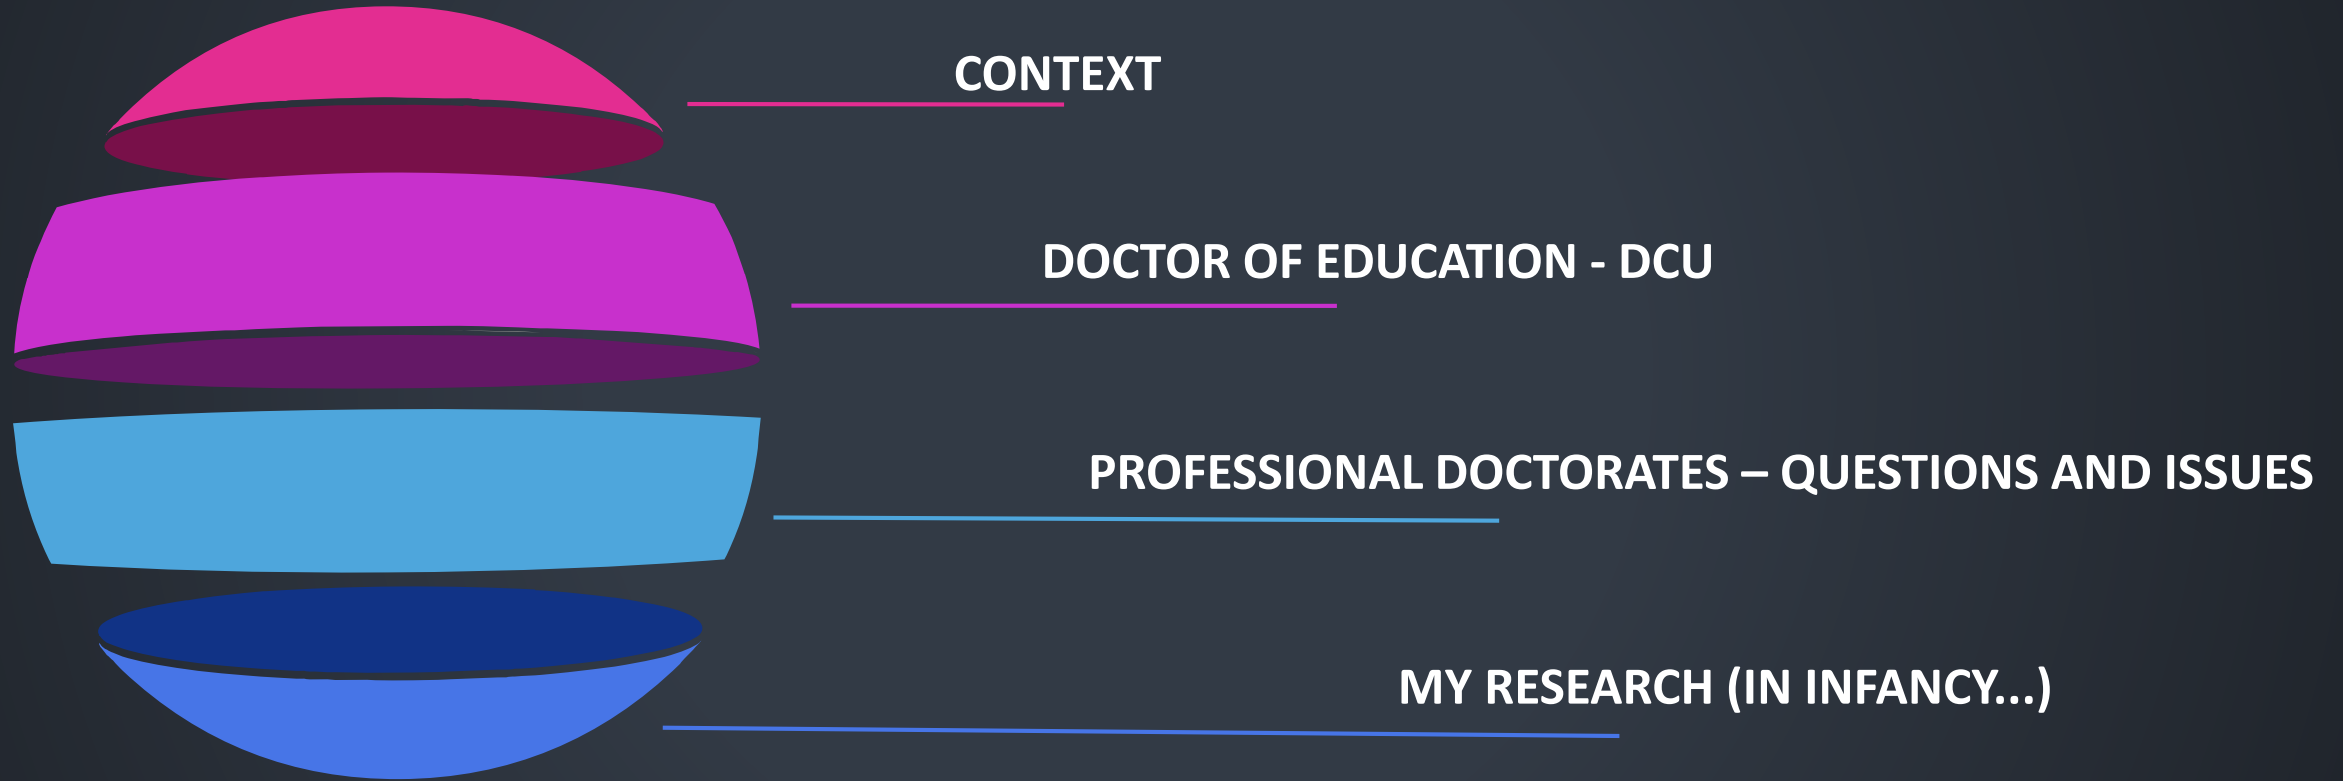 CONTEXT
DOCTOR OF EDUCATION - DCU
PROFESSIONAL DOCTORATES – QUESTIONS AND ISSUES
MY RESEARCH (IN INFANCY...)